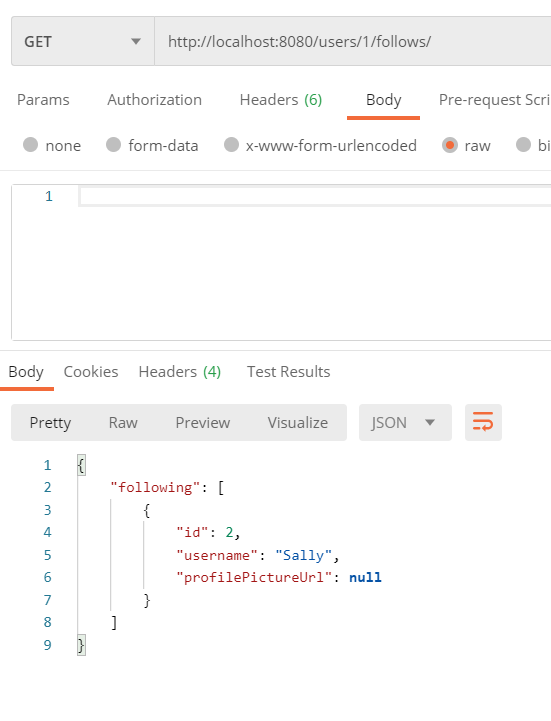 GET http://localhost:8080/users/1/follows/
Params Authorization Headers (6) Body Pre-request Scri
none form-data x-www-form-urlencoded raw bi
1
Body Cookies Headers (4) Test Results
Pretty Raw Preview Visualize JSON
1 {
2 "following": [
3 {
4 "id": 2,
5 "username": "Sally",
6 "profilePictureUrl": null
7 }
8 ]
9 }